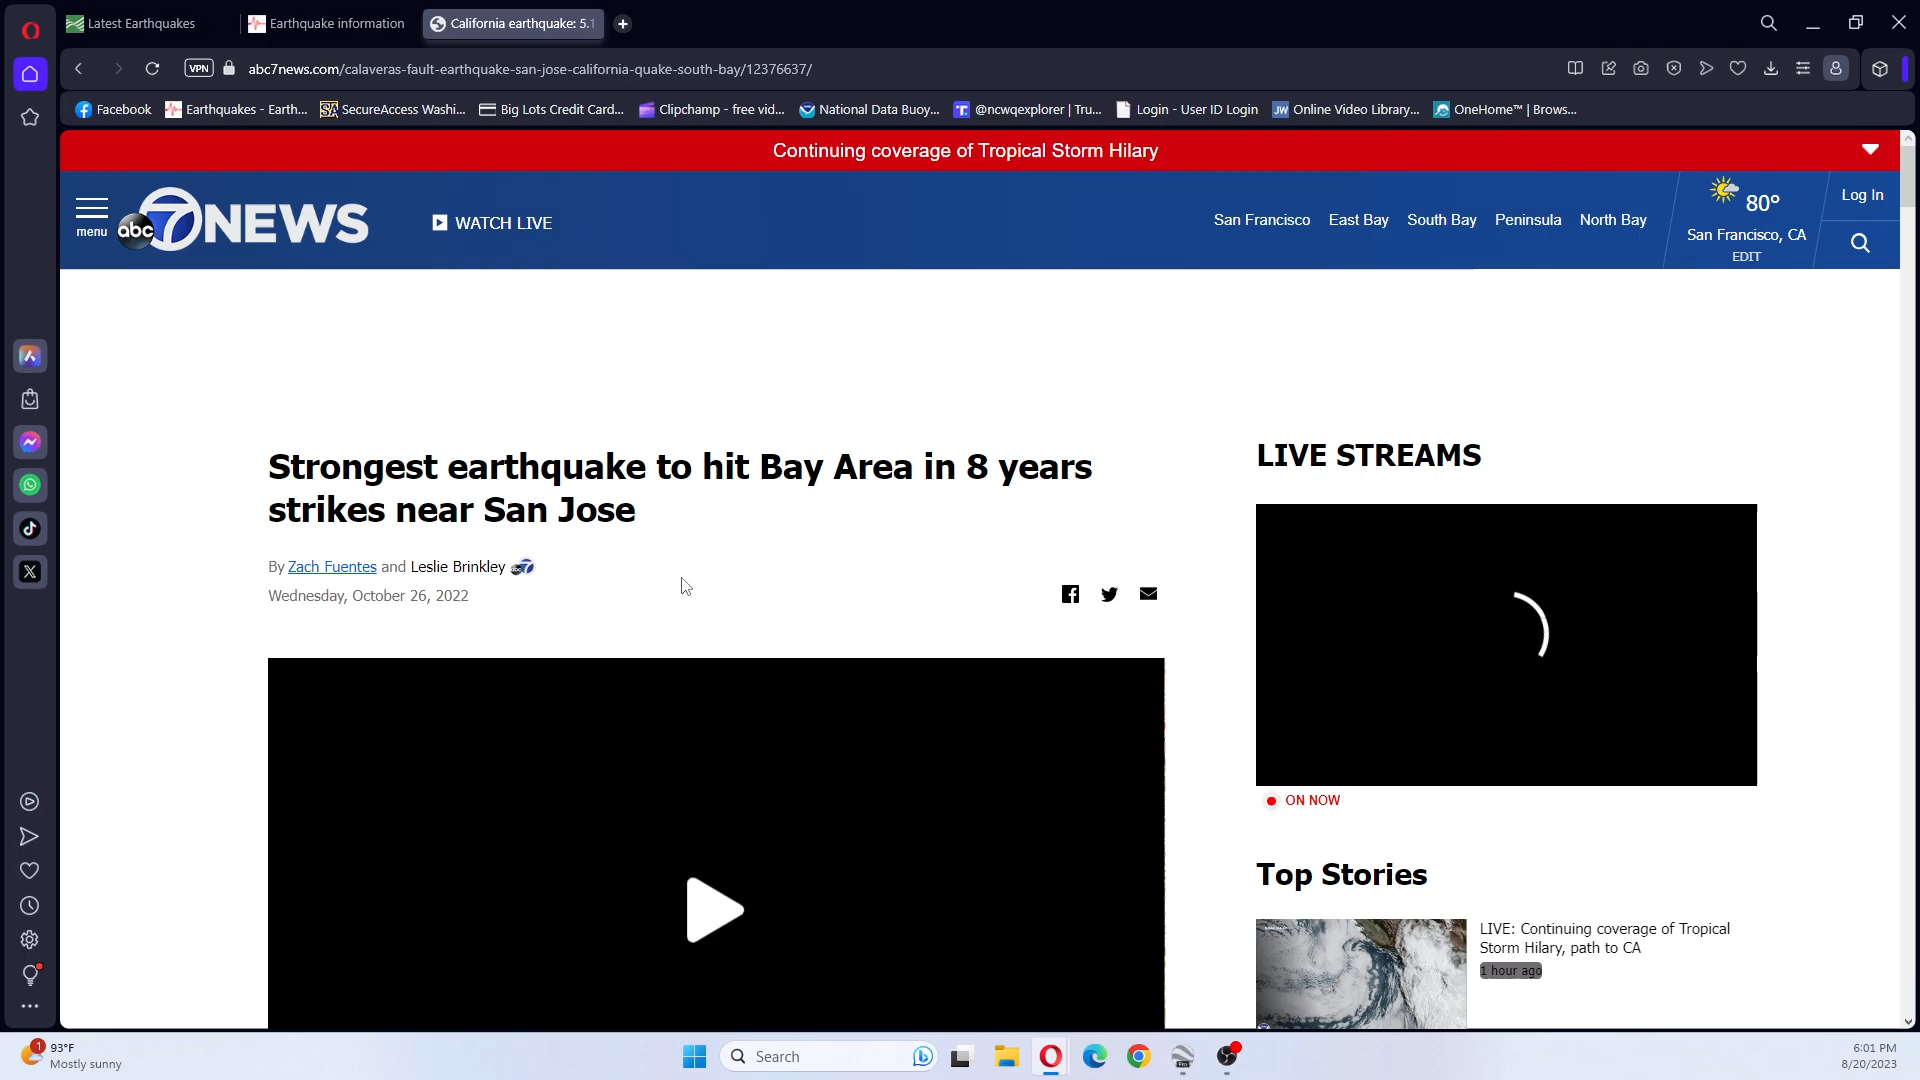 Latest Earthquakes
Earthquake information
California earthquake: 5.1
VPN
abc7news.com/calaveras-fault-earthquake-san-jose-california-quake-south-bay/12376637/
Facebook
Earthquakes - Earth...
SecureAccess Washi...
Big Lots Credit Card...
Clipchamp - free vid...
National Data Buoy...
@ncwqexplorer | Tru...
Login - User ID Login
JW
Online Video Library...
OneHome™ | Brows...
Continuing coverage of Tropical Storm Hilary
menu
abc 7 NEWS
WATCH LIVE
San Francisco
East Bay
South Bay
Peninsula
North Bay
80°
San Francisco, CA
EDIT
Log In
Strongest earthquake to hit Bay Area in 8 years
strikes near San Jose
By Zach Fuentes and Leslie Brinkley
Wednesday, October 26, 2022
LIVE STREAMS
ON NOW
Top Stories
LIVE: Continuing coverage of Tropical
Storm Hilary, path to CA
1 hour ago
1
93°F
Mostly sunny
Search
6:01 PM
8/20/2023